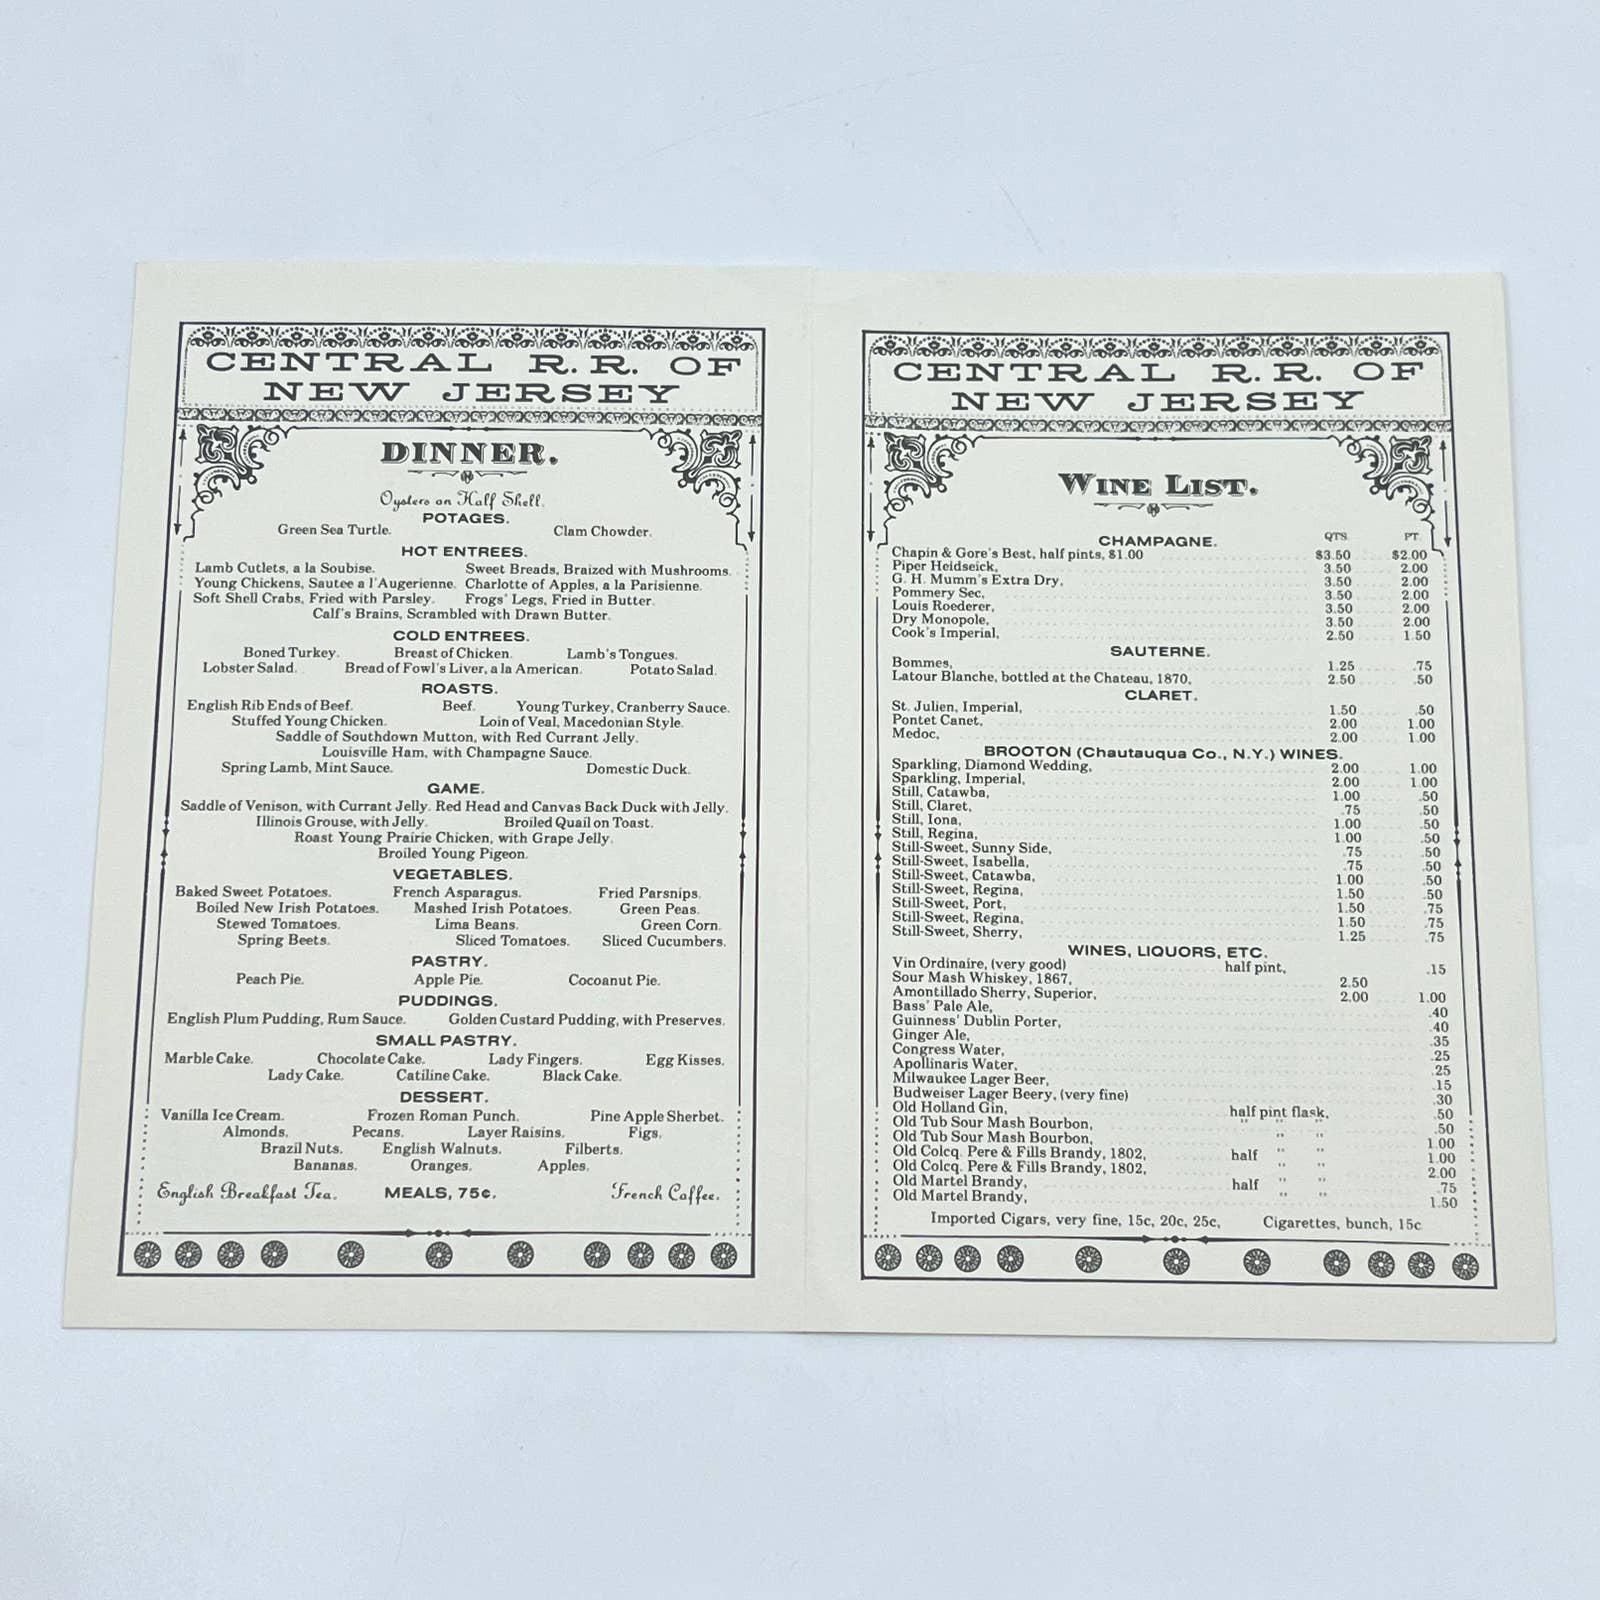 CENTRAL R. R. OF
NEW JERSEY
DINNER.
Oysters on Half Shell.
POTAGES.
Green Sea Turtle. Clam Chowder.
HOT ENTREES.
Lamb Cutlets, a la Soubise. Sweet Breads, Braized with Mushrooms.
Young Chickens, Sautee a l'Augerienne. Charlotte of Apples, a la Parisienne.
Soft Shell Crabs, Fried with Parsley. Frogs' Legs, Fried in Butter.
Calf's Brains, Scrambled with Drawn Butter.
COLD ENTREES.
Boned Turkey. Breast of Chicken. Lamb's Tongues.
Lobster Salad. Bread of Fowl's Liver, a la American. Potato Salad.
ROASTS.
English Rib Ends of Beef. Beef. Young Turkey, Cranberry Sauce.
Stuffed Young Chicken. Loin of Veal, Macedonian Style.
Saddle of Southdown Mutton, with Red Currant Jelly.
Louisville Ham, with Champagne Sauce.
Spring Lamb, Mint Sauce. Domestic Duck.
GAME.
Saddle of Venison, with Currant Jelly. Red Head and Canvas Back Duck with Jelly.
Illinois Grouse, with Jelly. Broiled Quail on Toast.
Roast Young Prairie Chicken, with Grape Jelly.
Broiled Young Pigeon.
VEGETABLES.
Baked Sweet Potatoes. French Asparagus. Fried Parsnips.
Boiled New Irish Potatoes. Mashed Irish Potatoes. Green Peas.
Stewed Tomatoes. Lima Beans. Green Corn.
Spring Beets. Sliced Tomatoes. Sliced Cucumbers.
PASTRY.
Peach Pie. Apple Pie. Cocoanut Pie.
PUDDINGS.
English Plum Pudding, Rum Sauce. Golden Custard Pudding, with Preserves.
SMALL PASTRY.
Marble Cake. Chocolate Cake. Lady Fingers. Egg Kisses.
Lady Cake. Catiline Cake. Black Cake.
DESSERT.
Vanilla Ice Cream. Frozen Roman Punch. Pine Apple Sherbet.
Almonds. Pecans. Layer Raisins. Figs.
Brazil Nuts. English Walnuts. Filberts.
Bananas. Oranges. Apples.
English Breakfast Tea. MEALS, 75¢. French Coffee.
CENTRAL R. R. OF
NEW JERSEY
WINE LIST.
QTS. PT.
CHAMPAGNE.
Chapin & Gore's Best, half pints, $1.00 $3.50 $2.00
Piper Heidseick, 3.50 2.00
G. H. Mumm's Extra Dry, 3.50 2.00
Pommery Sec, 3.50 2.00
Louis Roederer, 3.50 2.00
Dry Monopole, 3.50 2.00
Cook's Imperial, 2.50 1.50
SAUTERNE.
Bommes, 1.25 .75
Latour Blanche, bottled at the Chateau, 1870, 2.50 .50
CLARET.
St. Julien, Imperial, 1.50 .50
Pontet Canet, 2.00 1.00
Medoc, 2.00 1.00
BROOTON (Chautauqua Co., N.Y.) WINES.
Sparkling, Diamond Wedding, 2.00 1.00
Sparkling, Imperial, 2.00 1.00
Still, Catawba, 1.00 .50
Still, Claret, .75 .50
Still, Iona, 1.00 .50
Still, Regina, 1.00 .50
Still-Sweet, Sunny Side, .75 .50
Still-Sweet, Isabella, .75 .50
Still-Sweet, Catawba, 1.00 .50
Still-Sweet, Regina, 1.50 .50
Still-Sweet, Port, 1.50 .75
Still-Sweet, Regina, 1.50 .75
Still-Sweet, Sherry, 1.25 .75
WINES, LIQUORS, ETC.
Vin Ordinaire, (very good) half pint, .15
Sour Mash Whiskey, 1867, 2.50
Amontillado Sherry, Superior, 2.00 1.00
Bass' Pale Ale, .40
Guinness' Dublin Porter, .40
Ginger Ale, .35
Congress Water, .25
Apollinaris Water, .25
Milwaukee Lager Beer, .15
Budweiser Lager Beery, (very fine) .30
Old Holland Gin, half pint flask, .50
Old Tub Sour Mash Bourbon, " " " .50
Old Tub Sour Mash Bourbon, " " 1.00
Old Colcq. Pere & Fills Brandy, 1802, half " " 1.00
Old Colcq. Pere & Fills Brandy, 1802, " " 2.00
Old Martel Brandy, half " " .75
Old Martel Brandy, " " 1.50
Imported Cigars, very fine, 15c, 20c, 25c, Cigarettes, bunch, 15c